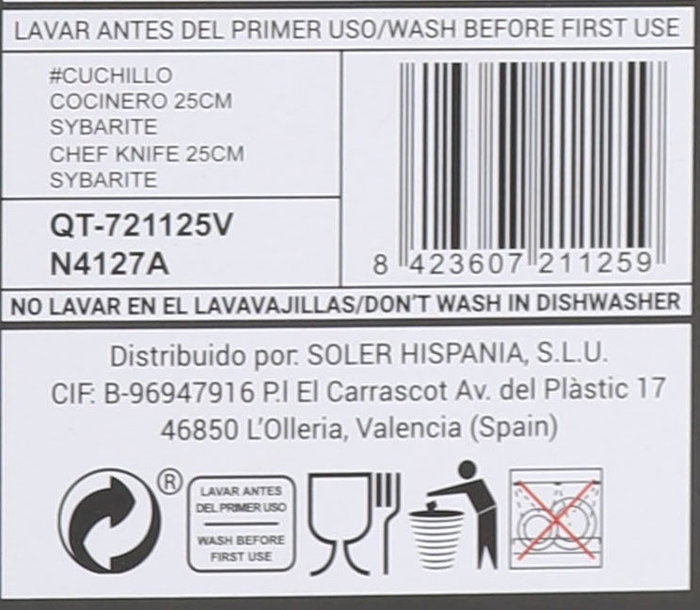 LAVAR ANTES DEL PRIMER USO/WASH BEFORE FIRST USE
#CUCHILLO
COCINERO 25CM
SYBARITE
CHEF KNIFE 25CM
SYBARITE
QT-721125V
N4127A
8 423607 211259
NO LAVAR EN EL LAVAVAJILLAS/DON'T WASH IN DISHWASHER
Distribuido por: SOLER HISPANIA, S.L.U.
CIF: B-96947916 P.I El Carrascot Av. del Plàstic 17
46850 L'Olleria, Valencia (Spain)
®
LAVAR ANTES
DEL PRIMER USO
WASH BEFORE
FIRST USE